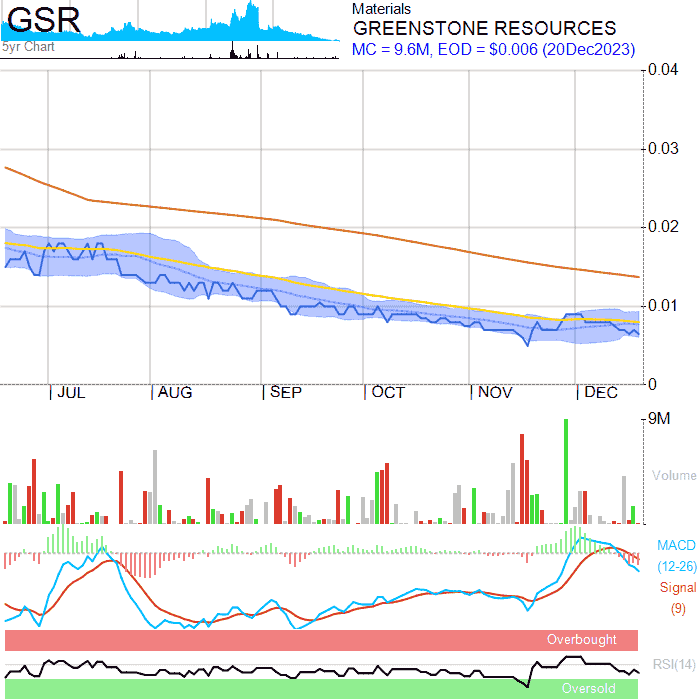 GSR
5yr Chart
Materials
GREENSTONE RESOURCES
MC = 9.6M, EOD = $0.006 (20Dec2023)
0.04
0.03
0.02
0.01
0
JUL AUG SEP OCT NOV DEC
9M
Volume
MACD
(12-26)
Signal
(9)
Overbought
RSI(14)
Oversold